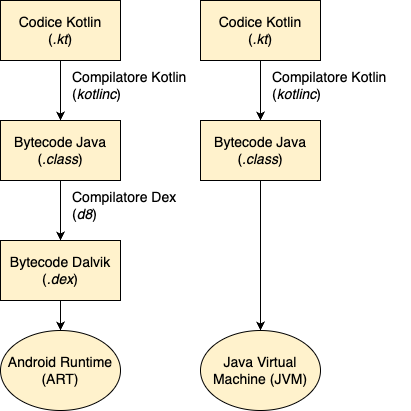 Codice Kotlin
(.kt)
Compilatore Kotlin
(kotlinc)
Bytecode Java
(.class)
Compilatore Dex
(d8)
Bytecode Dalvik
(.dex)
Android Runtime
(ART)
Codice Kotlin
(.kt)
Compilatore Kotlin
(kotlinc)
Bytecode Java
(.class)
Java Virtual
Machine (JVM)